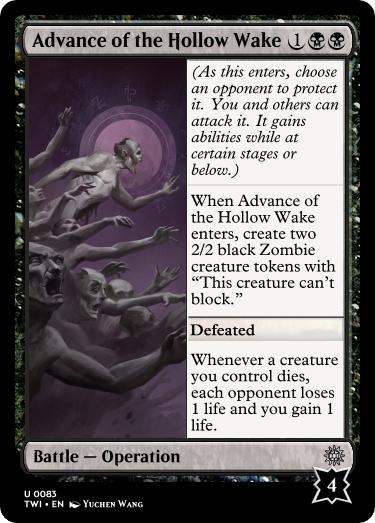 Advance of the Hollow Wake 1
(As this enters, choose
an opponent to protect
it. You and others can
attack it. It gains
abilities while at
certain stages or
below.)
When Advance of
the Hollow Wake
enters, create two
2/2 black Zombie
creature tokens with
“This creature can’t
block.”
Defeated
Whenever a creature
you control dies,
each opponent loses
1 life and you gain 1
life.
Battle — Operation
4
U 0083
TWI • EN Yuchen Wang